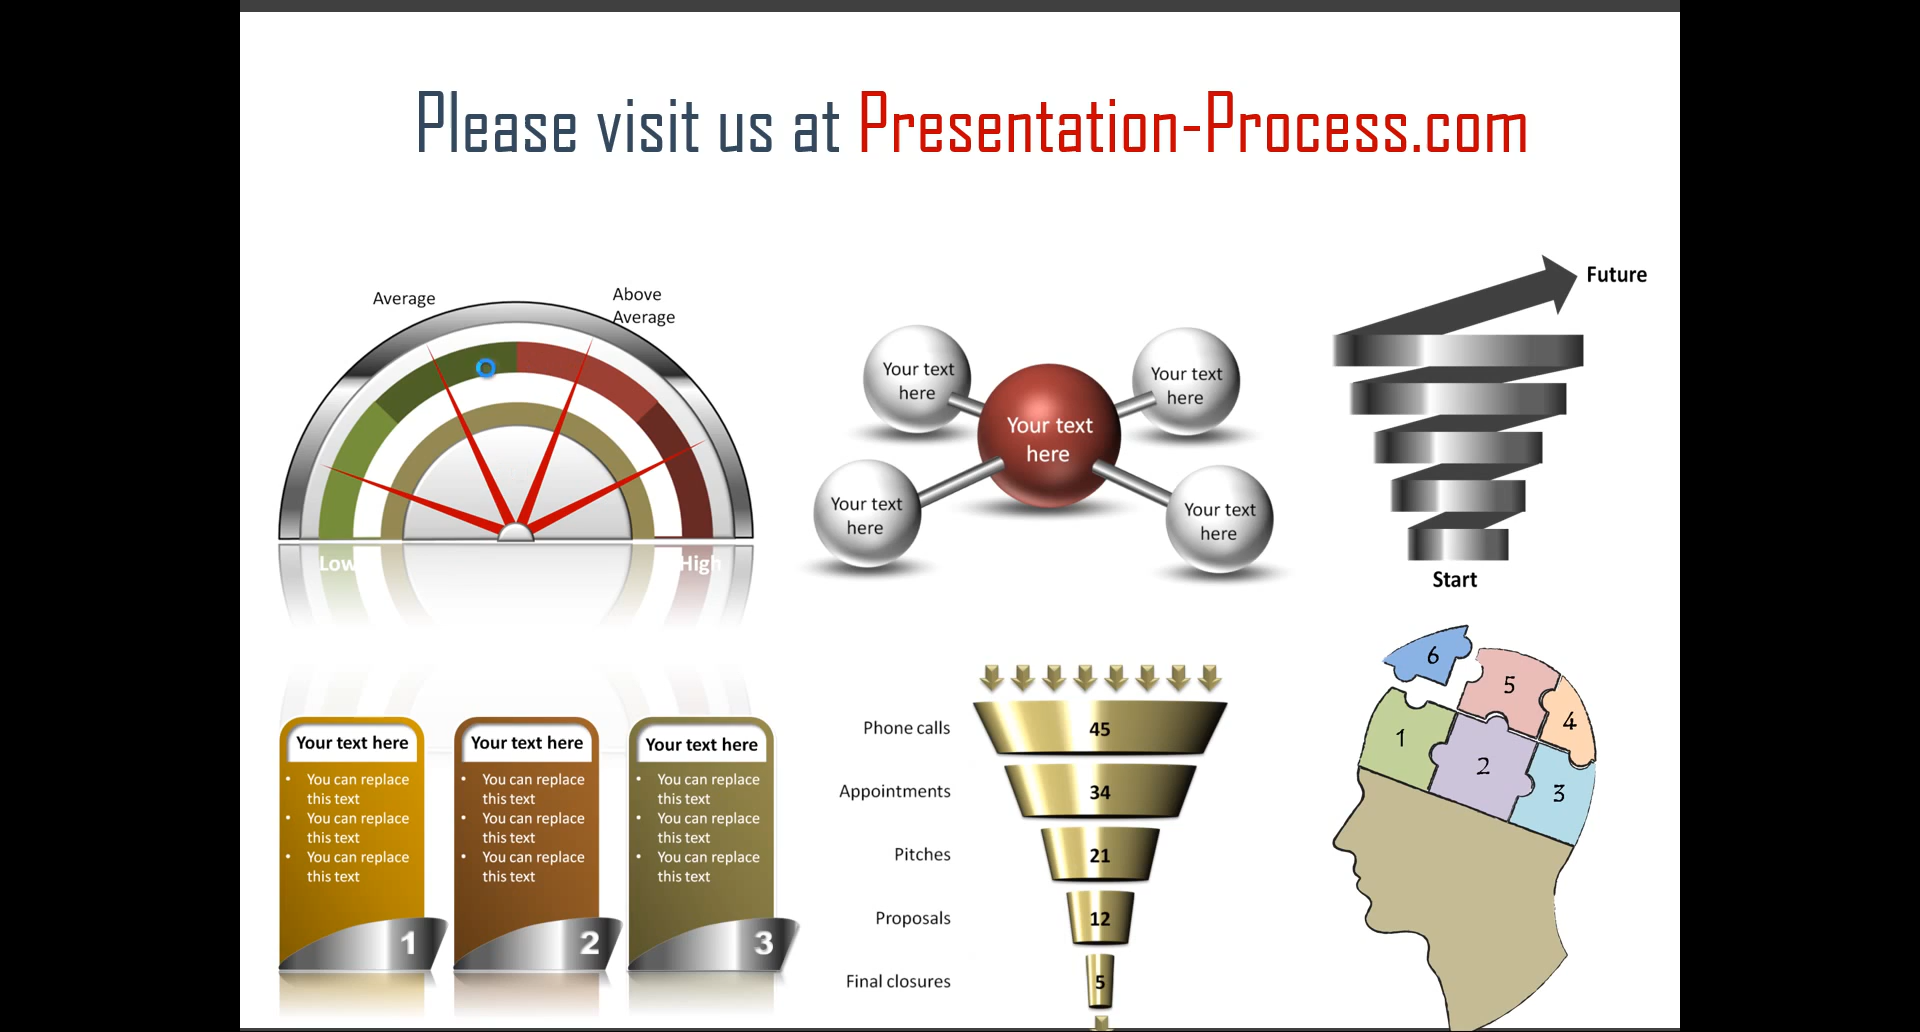 Please visit us at Presentation-Process.com
Average
Above
Average
Low
High
Your text
here
Your text
here
Your text
here
Your text
here
Your text
here
Future
Start
Your text here
• You can replace
this text
• You can replace
this text
• You can replace
this text
1
Your text here
• You can replace
this text
• You can replace
this text
• You can replace
this text
2
Your text here
• You can replace
this text
• You can replace
this text
• You can replace
this text
3
Phone calls 45
Appointments 34
Pitches 21
Proposals 12
Final closures 5
6
5
4
1
2
3